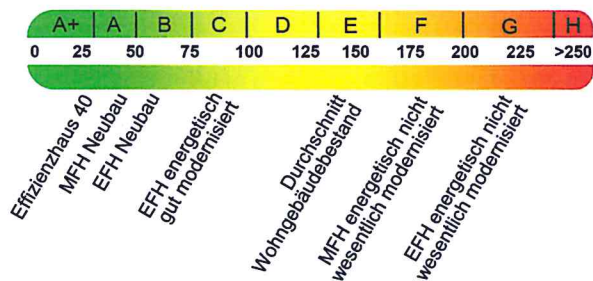 A+ A B C D E F G H
0 25 50 75 100 125 150 175 200 225 >250
Effizienzhaus 40
MFH Neubau
EFH Neubau
EFH energetisch
gut modernisiert
Durchschnitt
Wohngebäudebestand
MFH energetisch nicht
wesentlich modernisiert
EFH energetisch nicht
wesentlich modernisiert